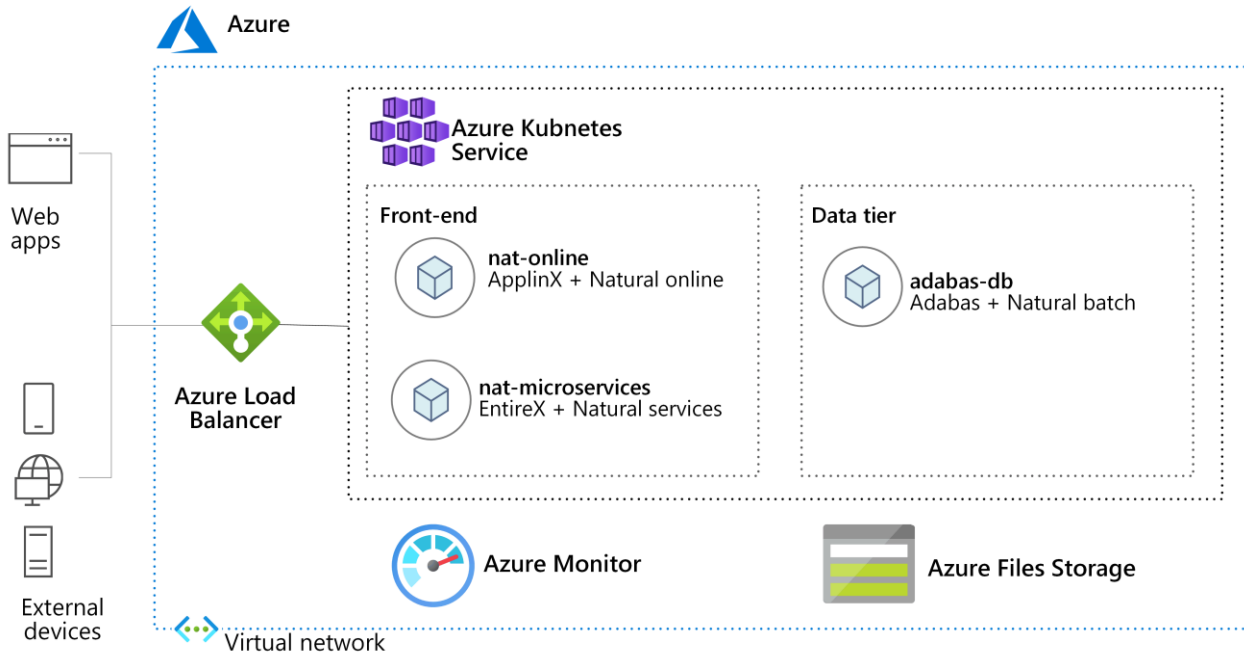 Azure
Azure Kubnetes
Service
Web
apps
Front-end
nat-online
ApplinX + Natural online
Data tier
adabas-db
Adabas + Natural batch
Azure Load
Balancer
nat-microservices
EntireX + Natural services
Azure Monitor
Azure Files Storage
External
devices
Virtual network